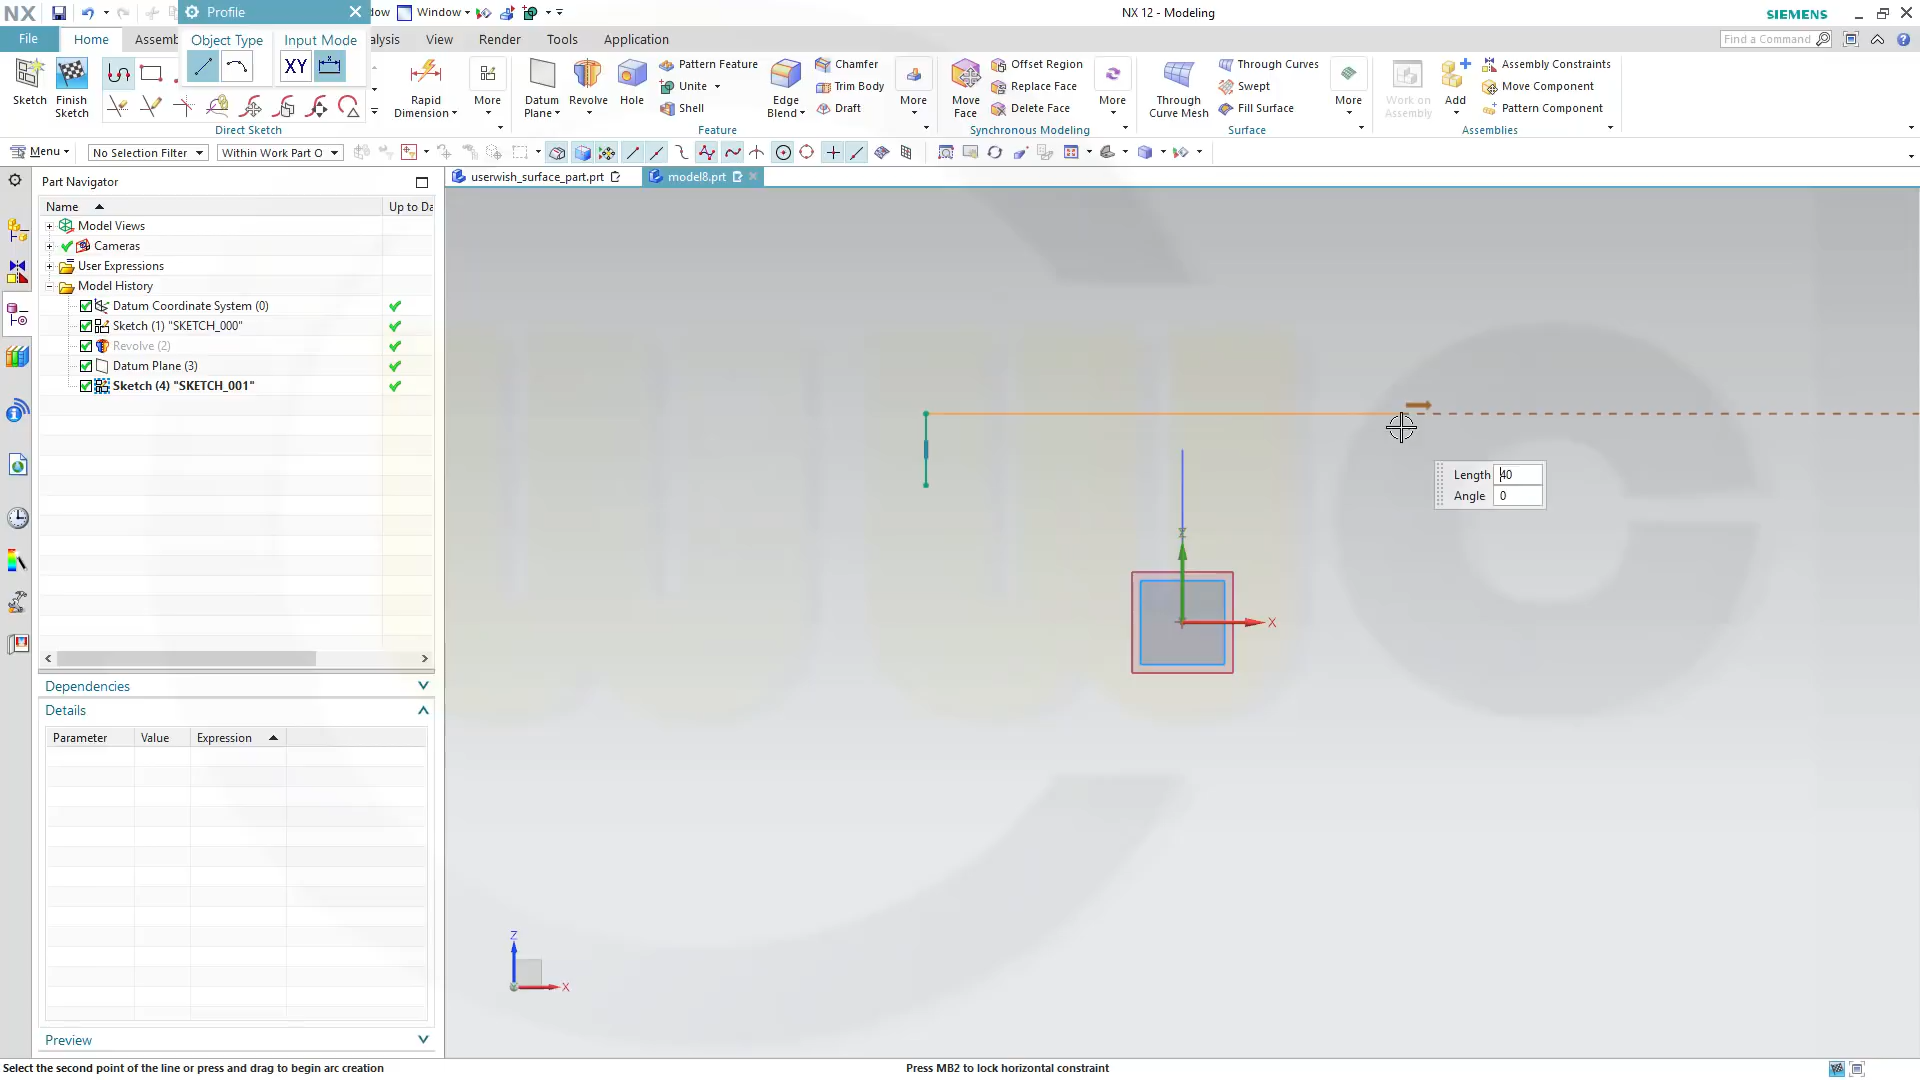 NX
Profile
dow
Window
NX 12 - Modeling
SIEMENS
File
Home
Assemb
Object Type
Input Mode
alysis
View
Render
Tools
Application
Find a Command
XY
Sketch
Finish Sketch
Direct Sketch
Rapid Dimension
More
Datum Plane
Revolve
Hole
Pattern Feature
Unite
Shell
Edge Blend
Chamfer
Trim Body
Draft
More
Feature
Move Face
Offset Region
Replace Face
Delete Face
More
Synchronous Modeling
Through Curve Mesh
Through Curves
Swept
Fill Surface
More
Surface
Work on Assembly
Add
Assembly Constraints
Move Component
Pattern Component
Assemblies
Menu
No Selection Filter
Within Work Part O
Part Navigator
userwish_surface_part.prt
model8.prt
Name
Up to Da
Model Views
Cameras
User Expressions
Model History
Datum Coordinate System (0)
Sketch (1) "SKETCH_000"
Revolve (2)
Datum Plane (3)
Sketch (4) "SKETCH_001"
Length 40
Angle 0
Z
X
Dependencies
Details
Parameter Value Expression
Z
X
Preview
Select the second point of the line or press and drag to begin arc creation
Press MB2 to lock horizontal constraint